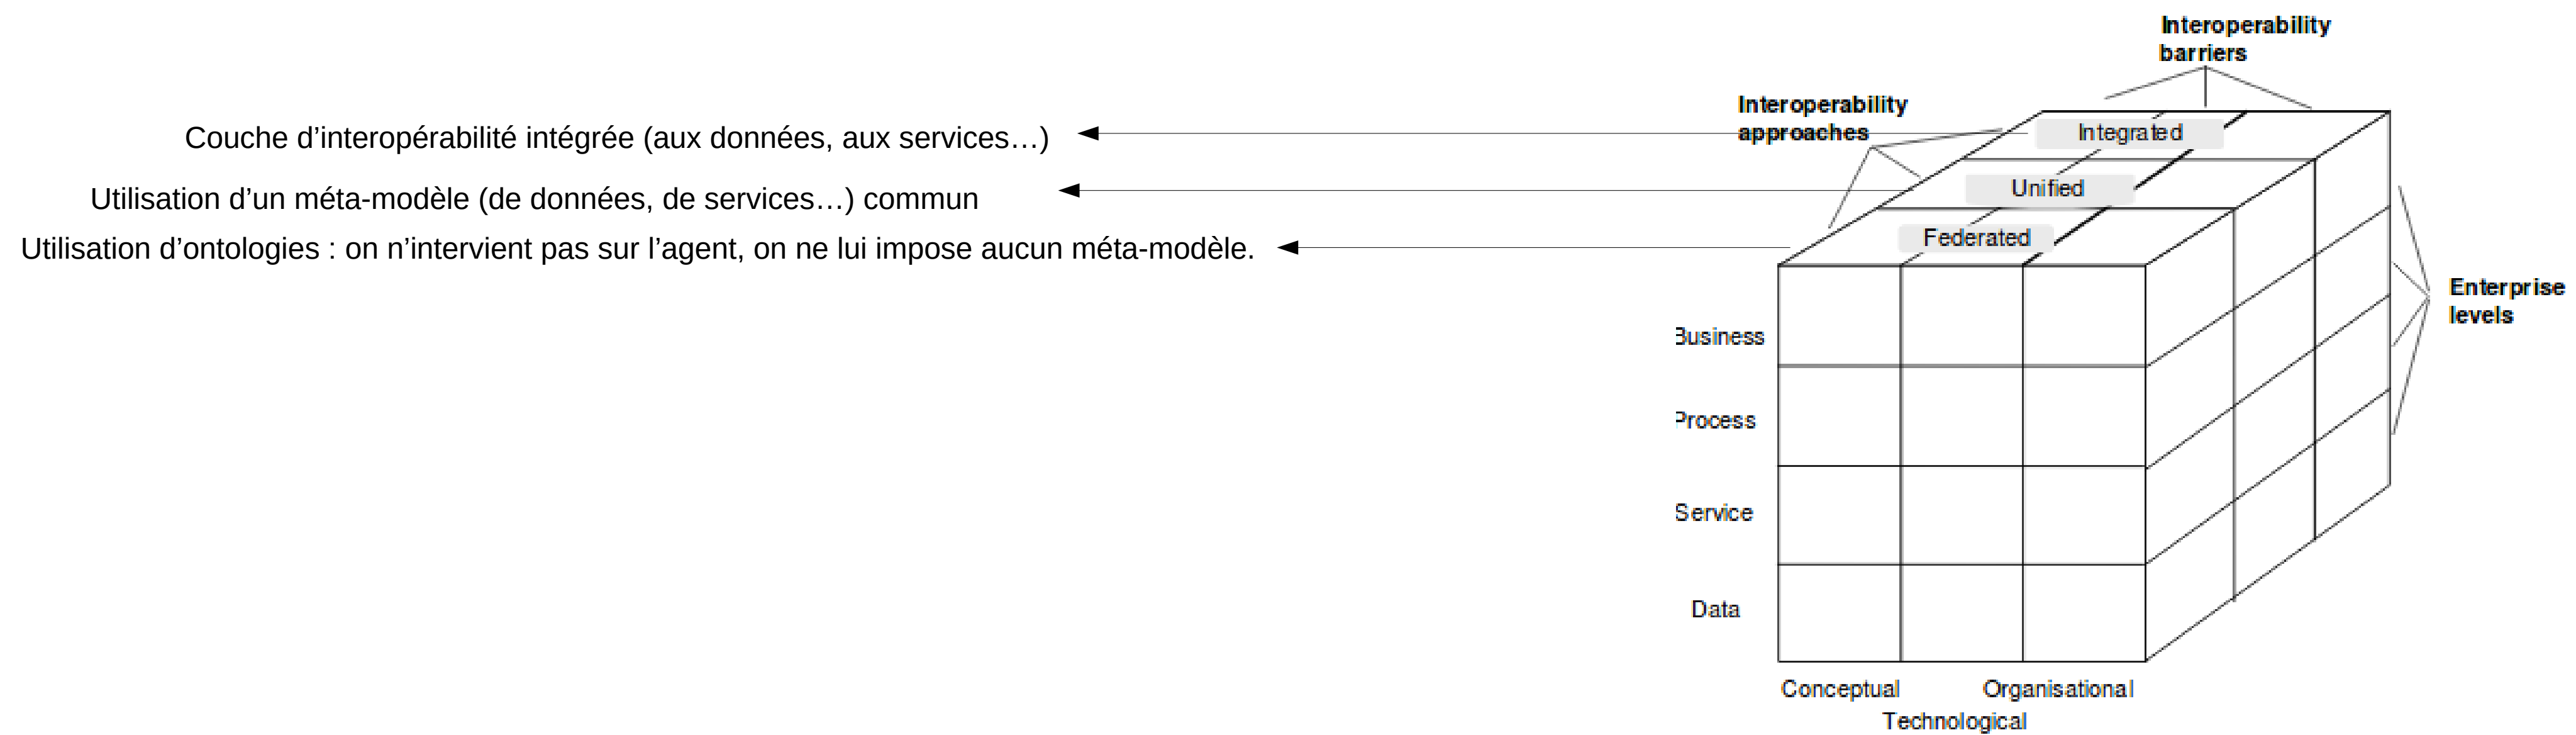 Interoperability
barriers
Interoperability
approaches
Couche d’interopérabilité intégrée (aux données, aux services…)
Integrated
Utilisation d’un méta-modèle (de données, de services…) commun
Unified
Utilisation d’ontologies : on n’intervient pas sur l’agent, on ne lui impose aucun méta-modèle.
Federated
Enterprise
levels
Business
Process
Service
Data
Conceptual
Organisational
Technological